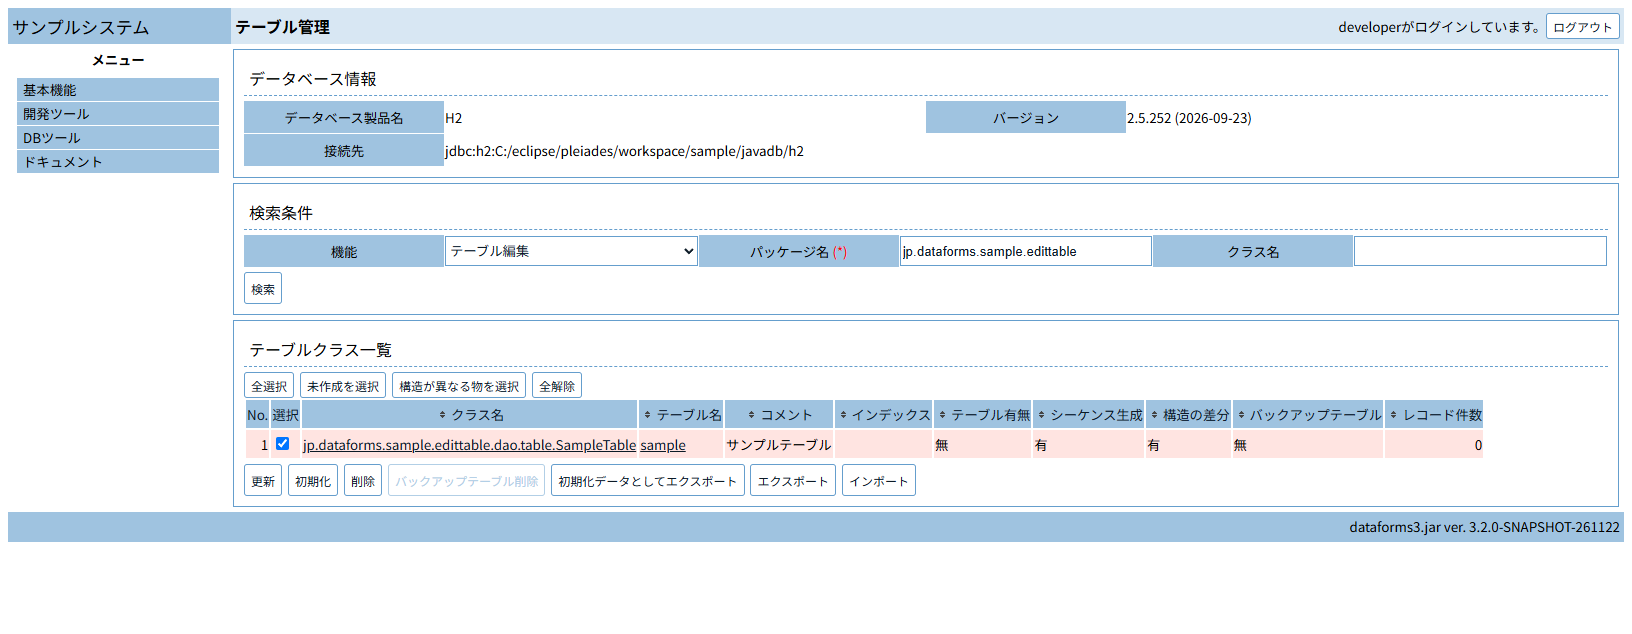 サンプルシステム
テーブル管理
developerがログインしています。 ログアウト
メニュー
基本機能
開発ツール
DBツール
ドキュメント
データベース情報
データベース製品名 H2 バージョン 2.5.252 (2026-09-23)
接続先 jdbc:h2:C:/eclipse/pleiades/workspace/sample/javadb/h2
検索条件
機能 テーブル編集 パッケージ名 (*) jp.dataforms.sample.edittable クラス名
検索
テーブルクラス一覧
全選択 未作成を選択 構造が異なる物を選択 全解除
No. 選択 クラス名 テーブル名 コメント インデックス テーブル有無 シーケンス生成 構造の差分 バックアップテーブル レコード件数
1 jp.dataforms.sample.edittable.dao.table.SampleTable sample サンプルテーブル 無 有 有 無 0
更新 初期化 削除 バックアップテーブル削除 初期化データとしてエクスポート エクスポート インポート
dataforms3.jar ver. 3.2.0-SNAPSHOT-261122